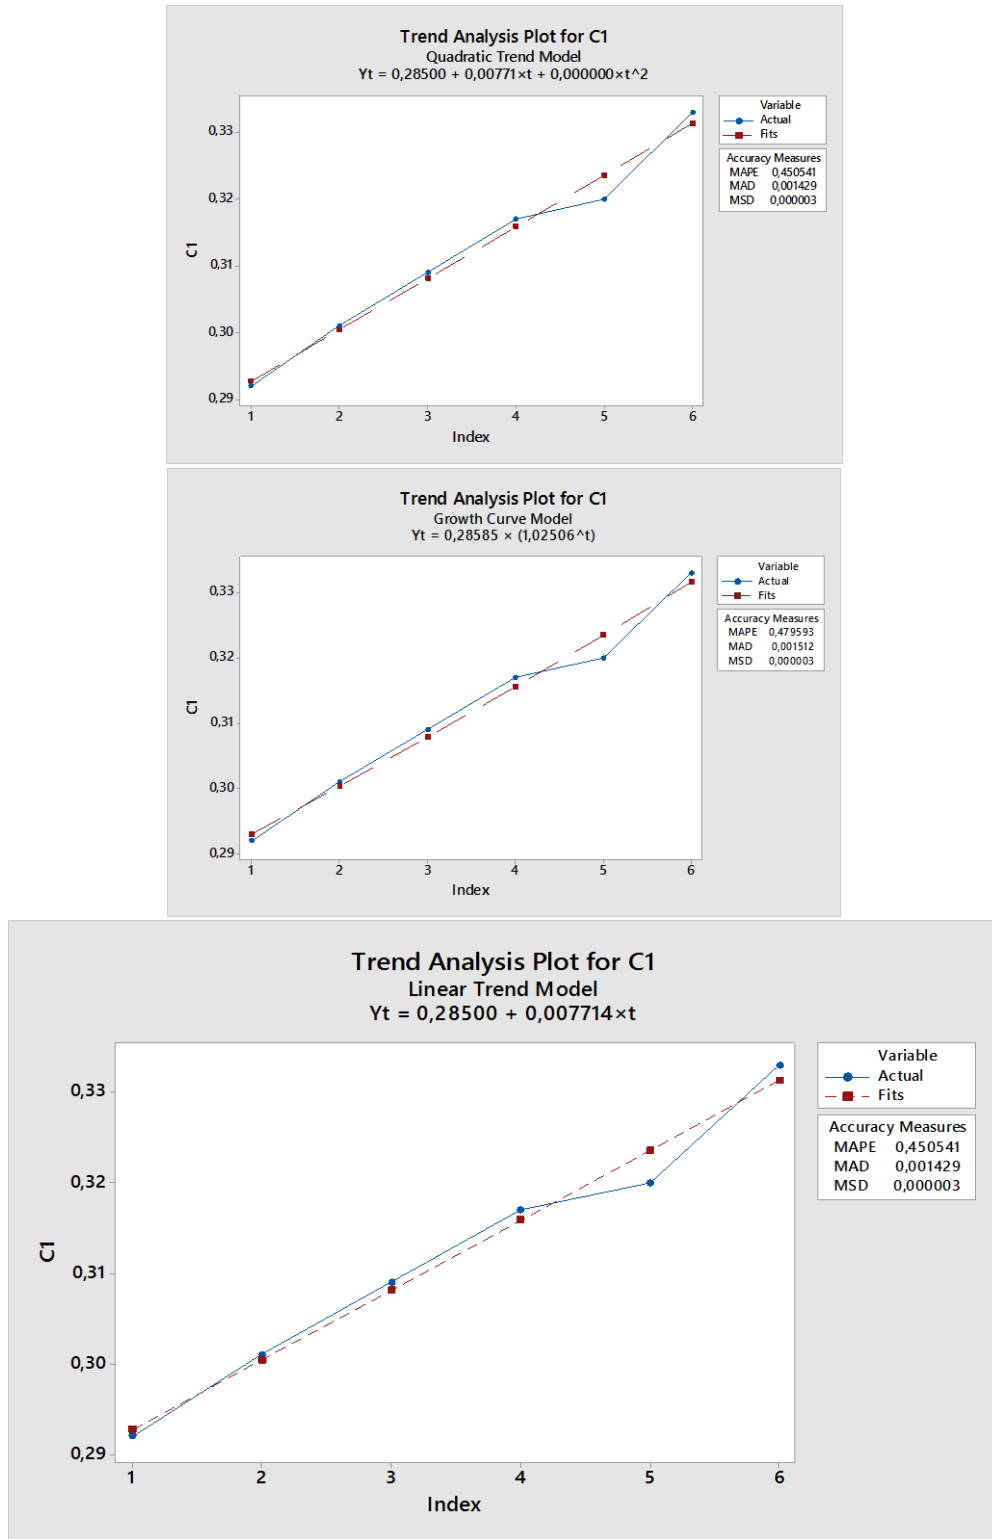 Trend Analysis Plot for C1
Quadratic Trend Model
Yt = 0,28500 + 0,00771×t + 0,000000×t^2
Variable
Actual
Fits
Accuracy Measures
MAPE 0,450541
MAD 0,001429
MSD 0,000003
0,33
0,32
0,31
0,30
0,29
C1
1 2 3 4 5 6
Index
Trend Analysis Plot for C1
Growth Curve Model
Yt = 0,28585 × (1,02506^t)
Variable
Actual
Fits
Accuracy Measures
MAPE 0,479593
MAD 0,001512
MSD 0,000003
0,33
0,32
0,31
0,30
0,29
C1
1 2 3 4 5 6
Index
Trend Analysis Plot for C1
Linear Trend Model
Yt = 0,28500 + 0,007714×t
Variable
Actual
Fits
Accuracy Measures
MAPE 0,450541
MAD 0,001429
MSD 0,000003
0,33
0,32
0,31
0,30
0,29
C1
1 2 3 4 5 6
Index